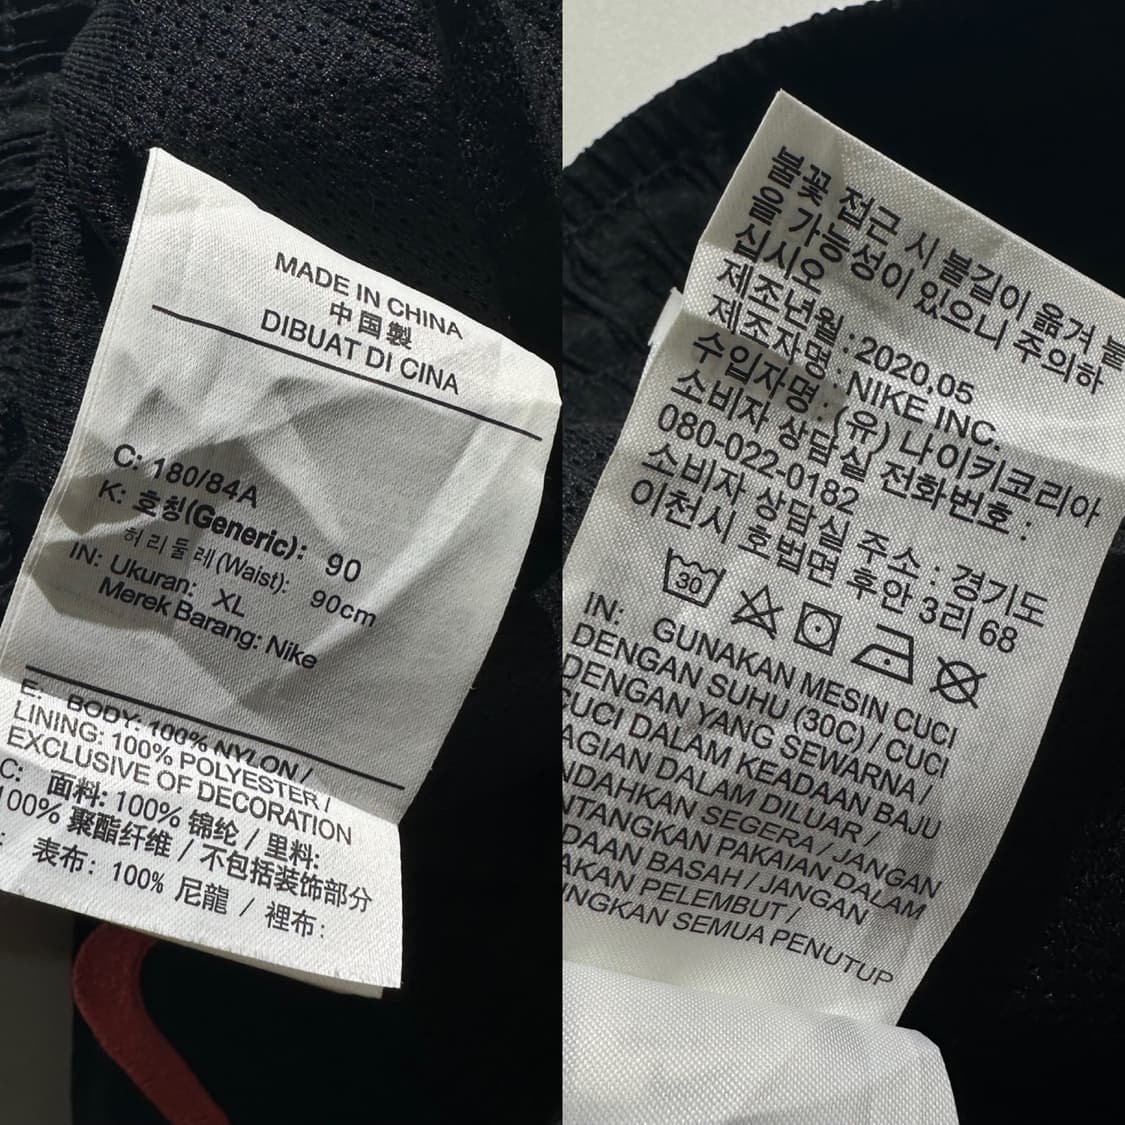 MADE IN CHINA
中国製
DIBUAT DI CINA
C: 180/84A
K: 호칭(Generic): 90
허리둘레(Waist): 90cm
IN: Ukuran: XL
Merek Barang: Nike
E: BODY: 100% NYLON /
LINING: 100% POLYESTER /
EXCLUSIVE OF DECORATION
C: 面料: 100% 锦纶 / 里料:
100% 聚酯纤维 / 不包括装饰部分
: 表布: 100% 尼龍 / 裡布:
불꽃 접근 시 불길이 옮겨 붙
을 가능성이 있으니 주의하
십시오
제조년월 : 2020.05
제조자명 : NIKE INC.
수입자명 : (유) 나이키코리아
소비자 상담실 전화번호 :
080-022-0182
소비자 상담실 주소 : 경기도
이천시 호법면 후안 3리 68
30
IN: GUNAKAN MESIN CUCI
DENGAN SUHU (30C) / CUCI
DENGAN YANG SEWARNA /
CUCI DALAM KEADAAN BAJU
AGIAN DALAM DILUAR /
NDAHKAN SEGERA / JANGAN
NTANGKAN PAKAIAN DALAM
DAAN BASAH / JANGAN
AKAN PELEMBUT /
NGKAN SEMUA PENUTUP